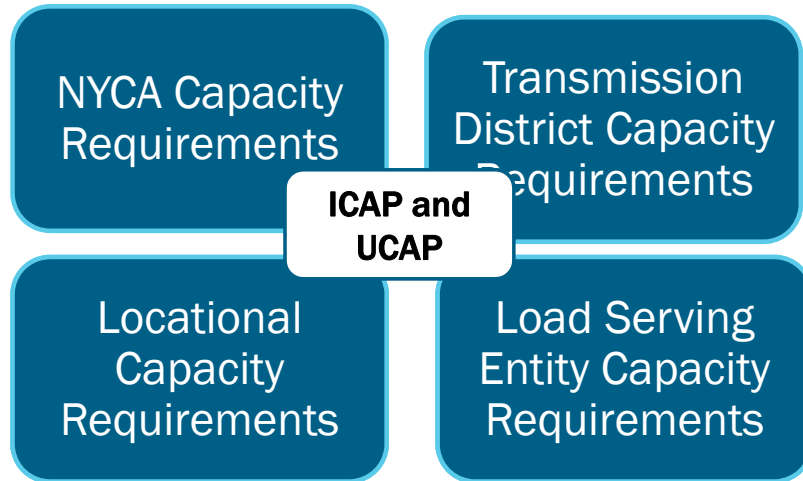 NYCA Capacity
Requirements
Transmission
District Capacity
Requirements
ICAP and
UCAP
Locational
Capacity
Requirements
Load Serving
Entity Capacity
Requirements